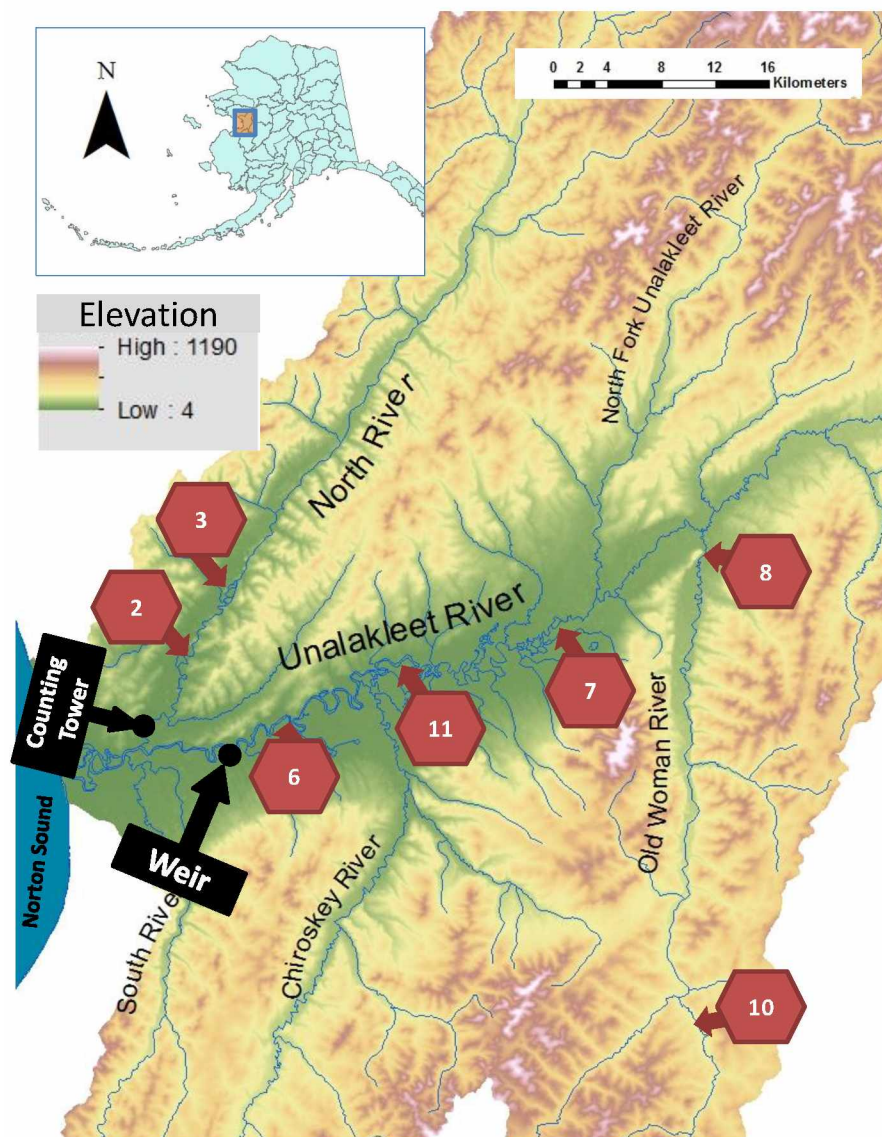 N
0 2 4 8 12 16
Kilometers
Elevation
High : 1190
Low : 4
North Fork Unalakleet River
North River
3
2
8
Unalakleet River
Counting
Tower
7
11
6
Old Woman River
Weir
Norton Sound
Chiroskey River
South River
10